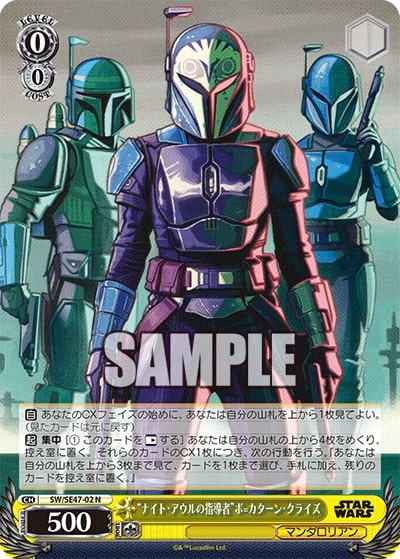 LEVEL
0
0
COST
SAMPLE
自 あなたのCXフェイズの始めに、あなたは自分の山札を上から1枚見てよい。
(見たカードは元に戻す)
起 集中 [① このカードを する] あなたは自分の山札の上から4枚をめくり、
控え室に置く。それらのカードのCX1枚につき、次の行動を行う。『あなたは
自分の山札を上から3枚まで見て、カードを1枚まで選び、手札に加え、残りの
カードを控え室に置く。』
CH SW/SE47-02 N
“ナイト・アウルの指導者”ボ=カターン・クライズ
STAR WARS
500
マンダロリアン
©&™Lucasfilm Ltd.